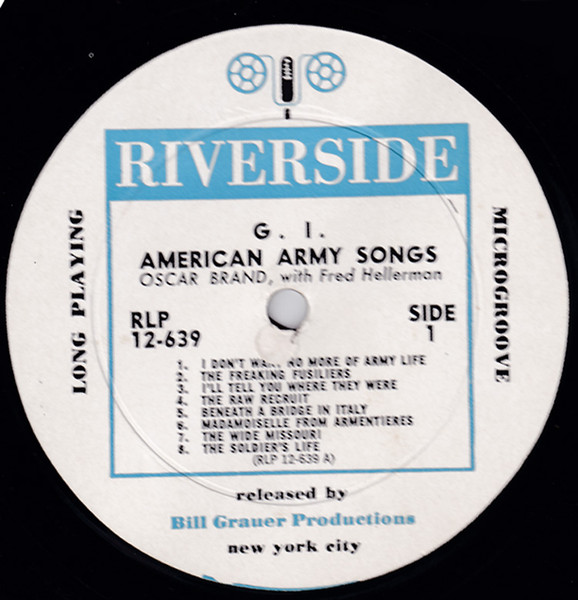 RIVERSIDE
G. I.
AMERICAN ARMY SONGS
OSCAR BRAND, with Fred Hellerman
RLP
12-639
SIDE
1
1. I DON'T WANT NO MORE OF ARMY LIFE
2. THE FREAKING FUSILIERS
3. I'LL TELL YOU WHERE THEY WERE
4. THE RAW RECRUIT
5. BENEATH A BRIDGE IN ITALY
6. MADAMOISELLE FROM ARMENTIERES
7. THE WIDE MISSOURI
8. THE SOLDIER'S LIFE
(RLP 12-639 A)
LONG PLAYING
MICROGROOVE
released by
Bill Grauer Productions
new york city